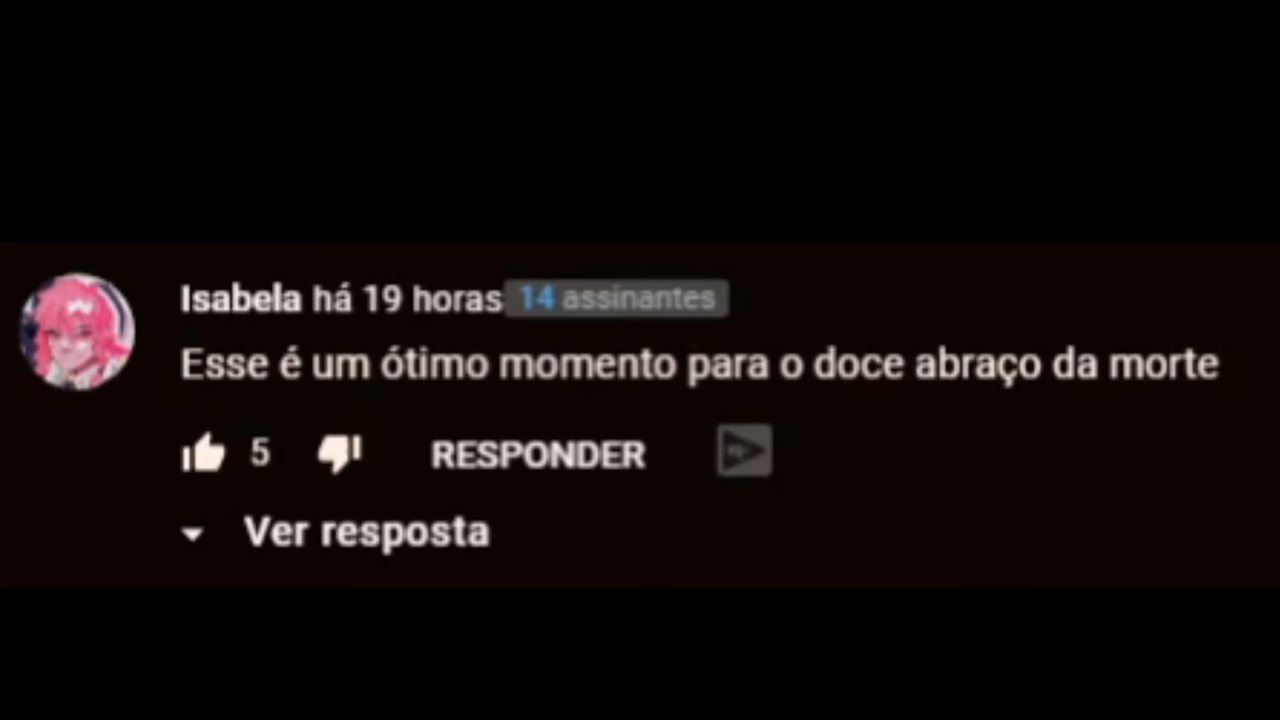 Isabela há 19 horas 14 assinantes
Esse é um ótimo momento para o doce abraço da morte
5 RESPONDER
Ver resposta